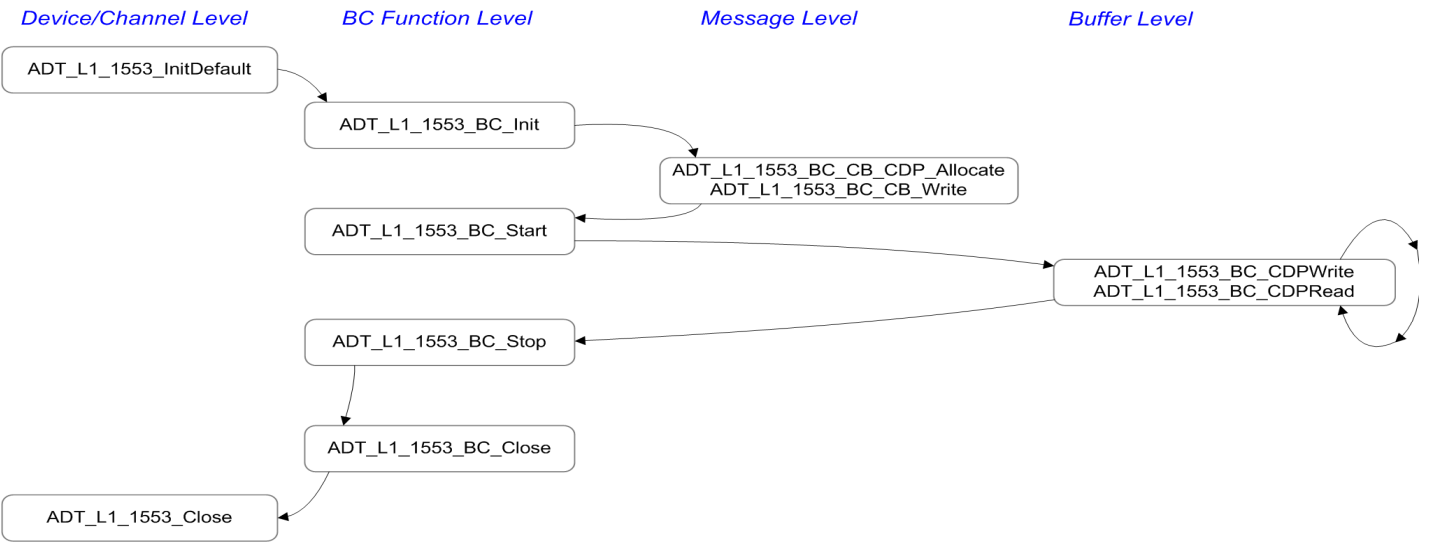 Device/Channel Level
BC Function Level
Message Level
Buffer Level
ADT_L1_1553_InitDefault
ADT_L1_1553_BC_Init
ADT_L1_1553_BC_CB_CDP_Allocate
ADT_L1_1553_BC_CB_Write
ADT_L1_1553_BC_Start
ADT_L1_1553_BC_CDPWrite
ADT_L1_1553_BC_CDPRead
ADT_L1_1553_BC_Stop
ADT_L1_1553_BC_Close
ADT_L1_1553_Close